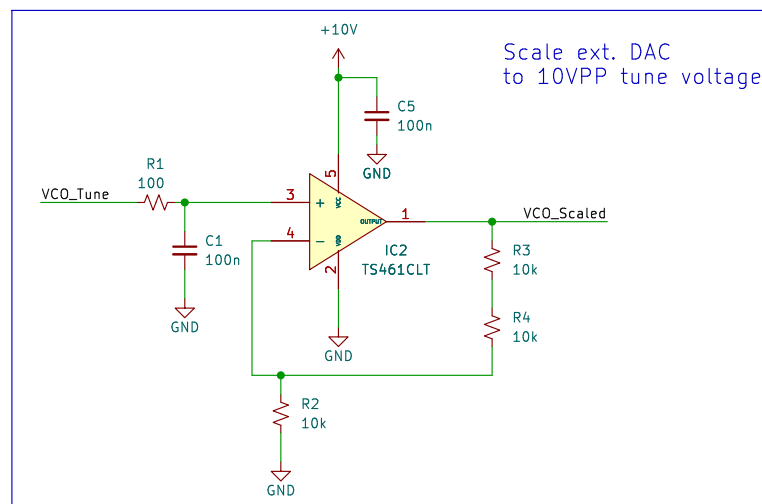 +10V
Scale ext. DAC
to 10VPP tune voltage
C5
100n
GND
R1
100
VCO_Tune
3
+
5
VCC
C1
100n
GND
4
-
2
VDD
OUTPUT
1
VCO_Scaled
IC2
TS461CLT
GND
R3
10k
R4
10k
R2
10k
GND